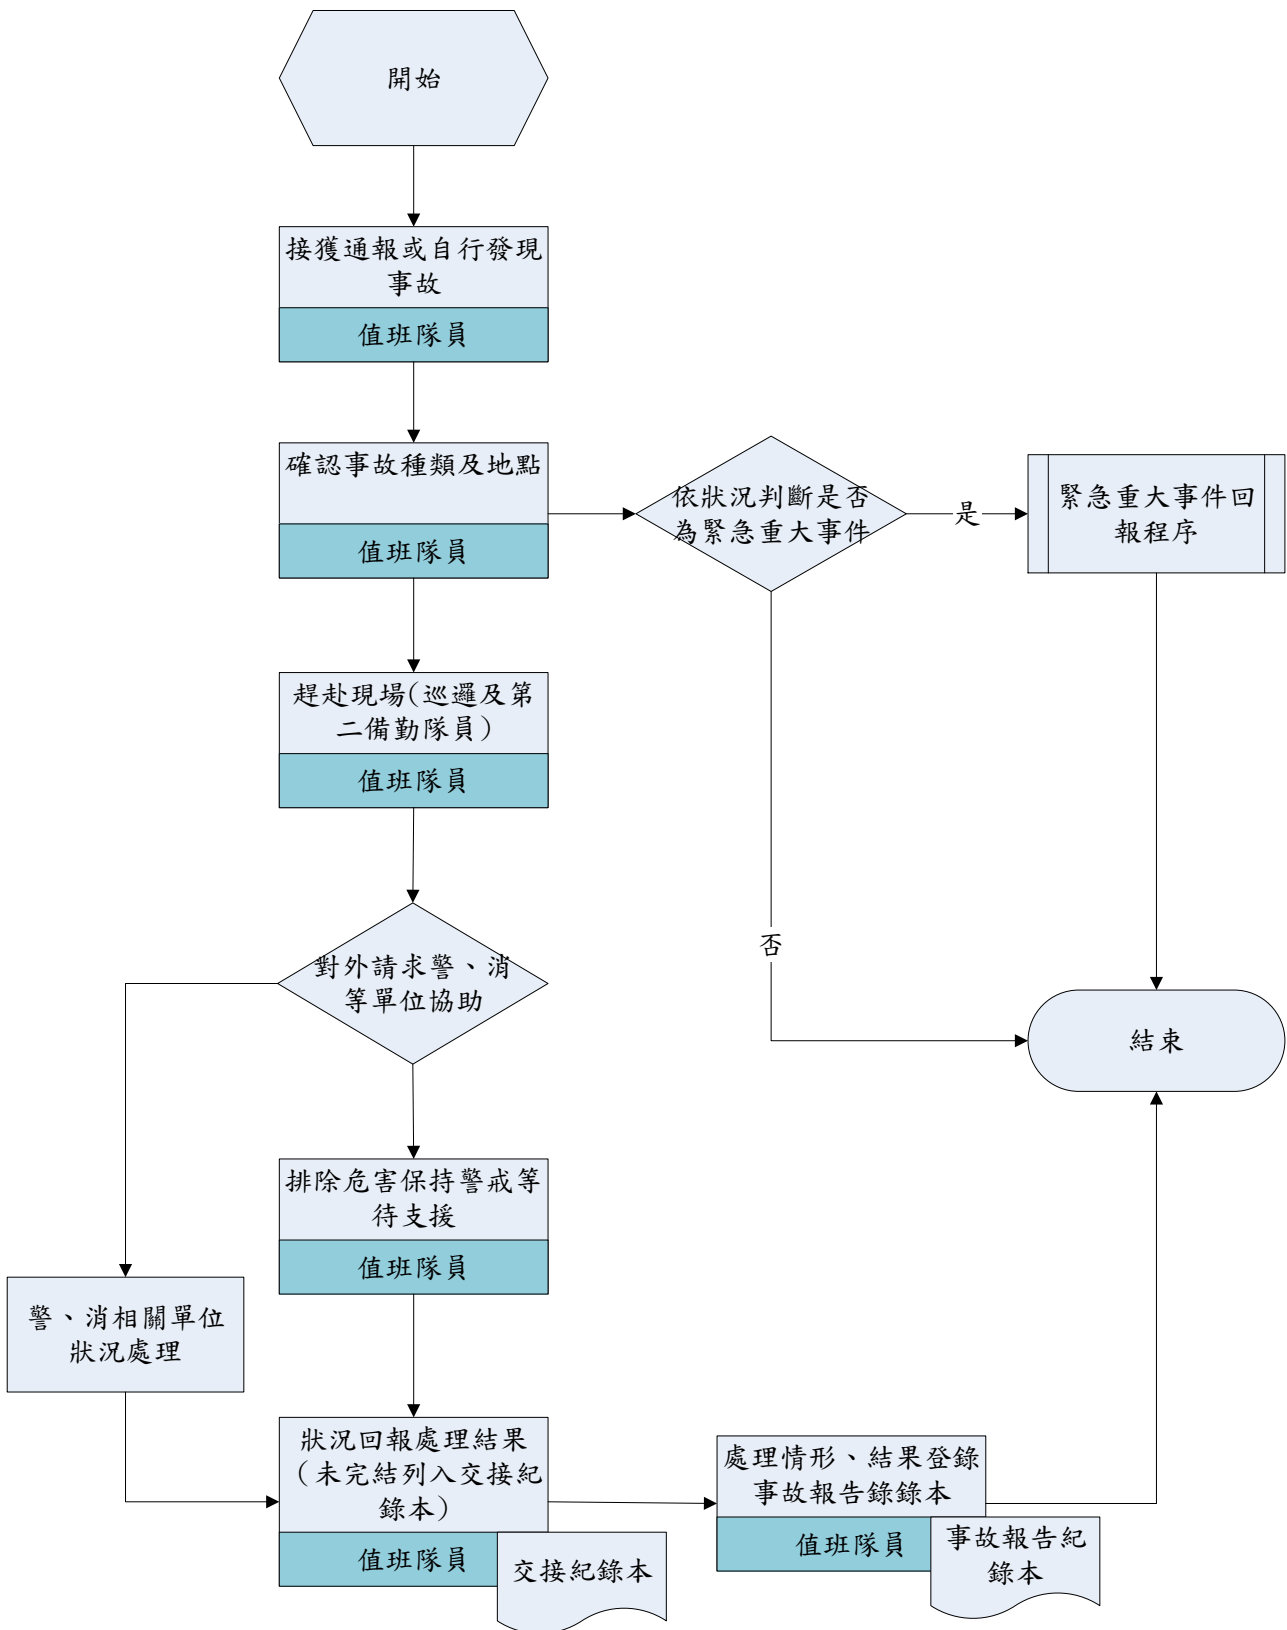 開始
接獲通報或自行發現
事故
值班隊員
確認事故種類及地點
值班隊員
依狀況判斷是否
為緊急重大事件
是
緊急重大事件回
報程序
趕赴現場(巡邏及第
二備勤隊員)
值班隊員
否
對外請求警、消
等單位協助
結束
排除危害保持警戒等
待支援
值班隊員
警、消相關單位
狀況處理
狀況回報處理結果
（未完結列入交接紀
錄本）
值班隊員
交接紀錄本
處理情形、結果登錄
事故報告錄錄本
值班隊員
事故報告紀
錄本